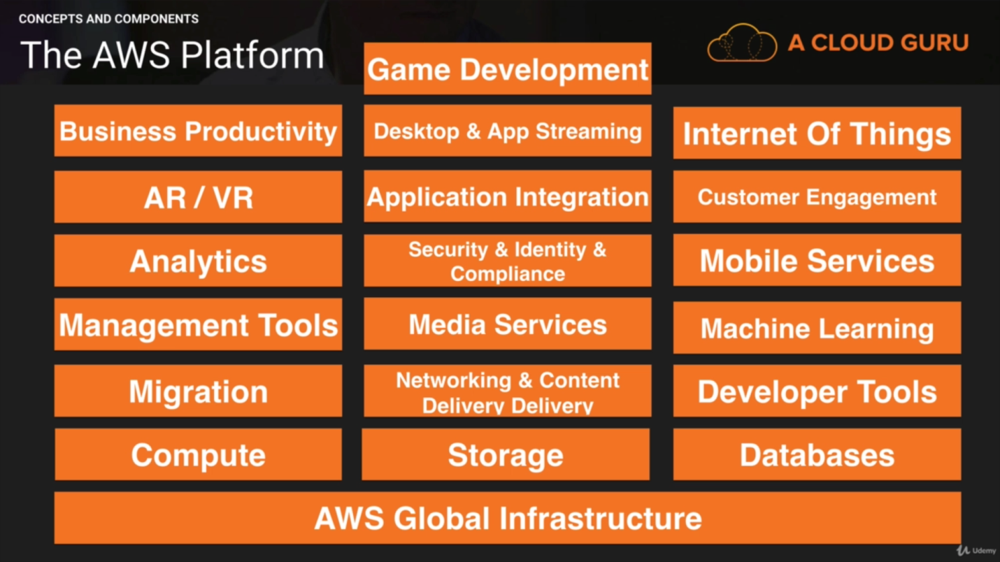 CONCEPTS AND COMPONENTS
The AWS Platform
A CLOUD GURU
Game Development
Business Productivity
Desktop & App Streaming
Internet Of Things
AR / VR
Application Integration
Customer Engagement
Analytics
Security & Identity &
Compliance
Mobile Services
Management Tools
Media Services
Machine Learning
Migration
Networking & Content
Delivery Delivery
Developer Tools
Compute
Storage
Databases
AWS Global Infrastructure
Udemy